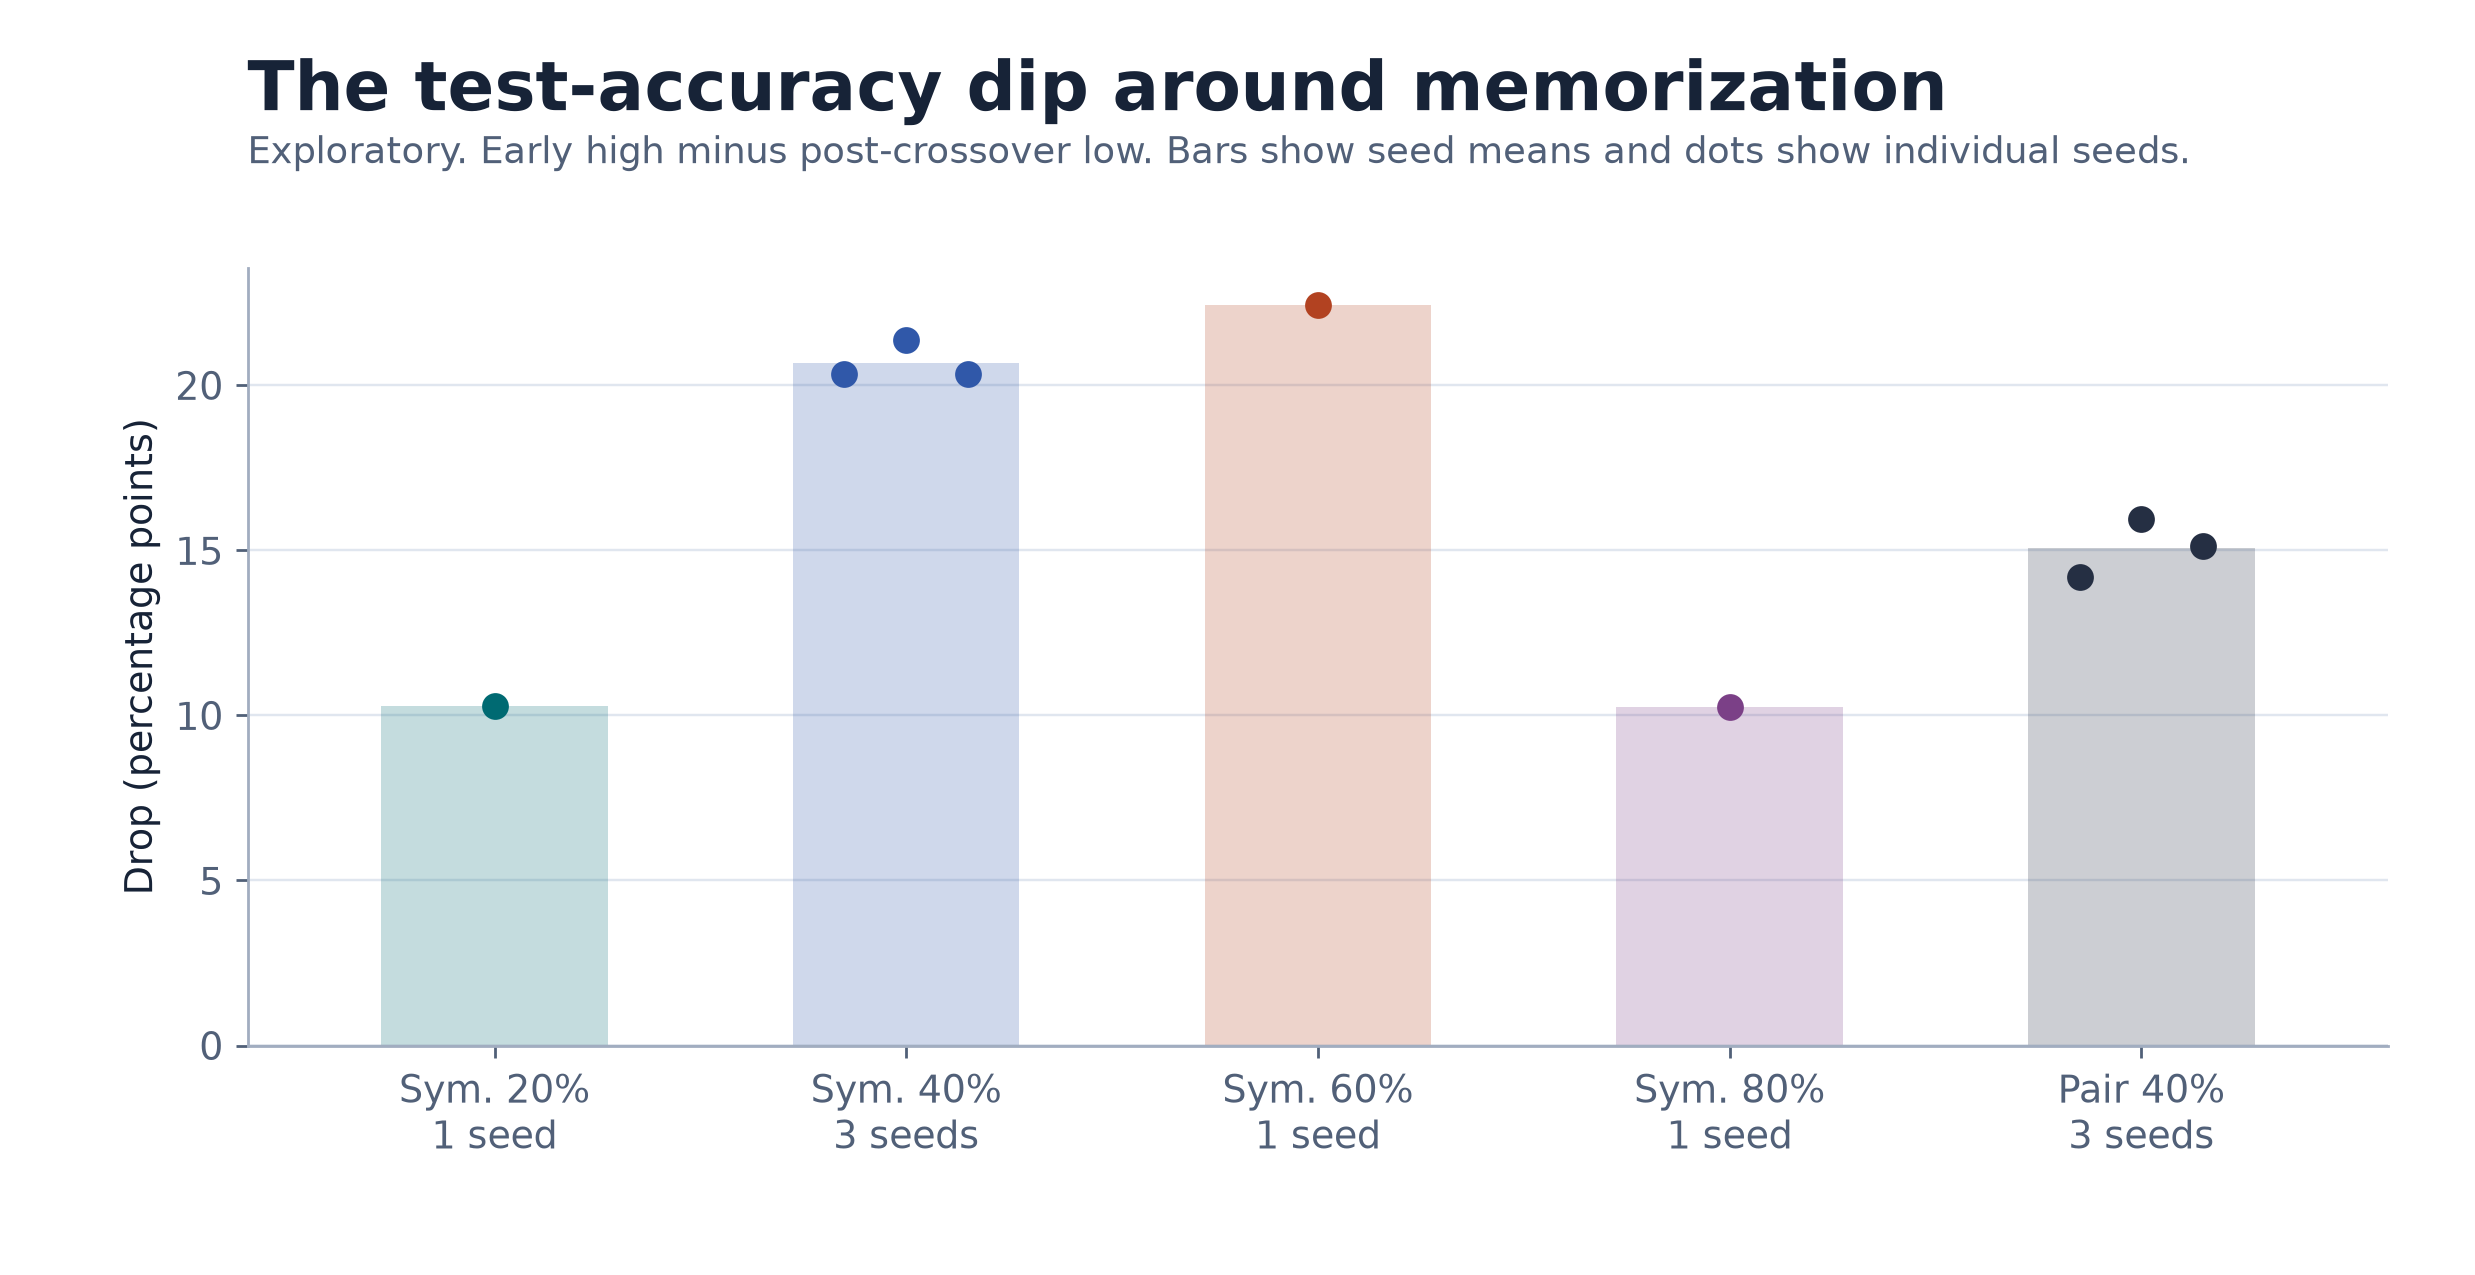 The test-accuracy dip around memorization
Exploratory. Early high minus post-crossover low. Bars show seed means and dots show individual seeds.
Drop (percentage points)
20
15
10
5
0
Sym. 20%
1 seed
Sym. 40%
3 seeds
Sym. 60%
1 seed
Sym. 80%
1 seed
Pair 40%
3 seeds